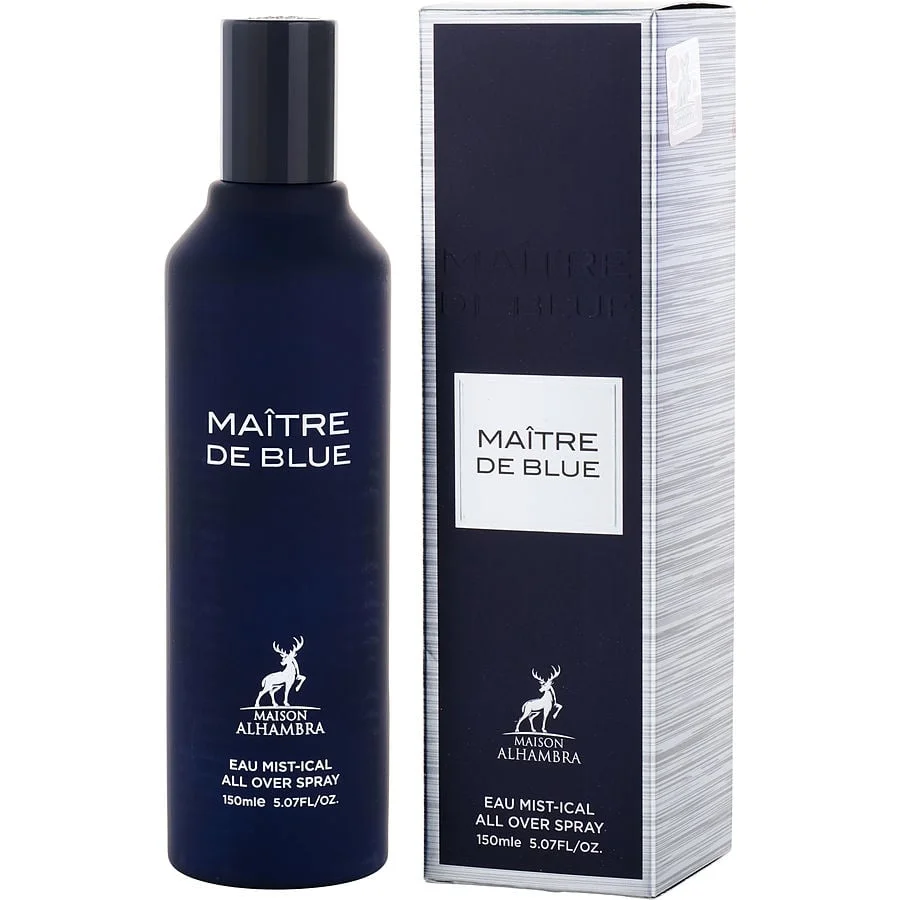 MAÎTRE
DE BLUE
MAISON
ALHAMBRA
EAU MIST-ICAL
ALL OVER SPRAY
150mle 5.07FL/OZ.
MAÎTRE
DE BLUE
MAÎTRE
DE BLUE
MAISON
ALHAMBRA
EAU MIST-ICAL
ALL OVER SPRAY
150mle 5.07FL/OZ.